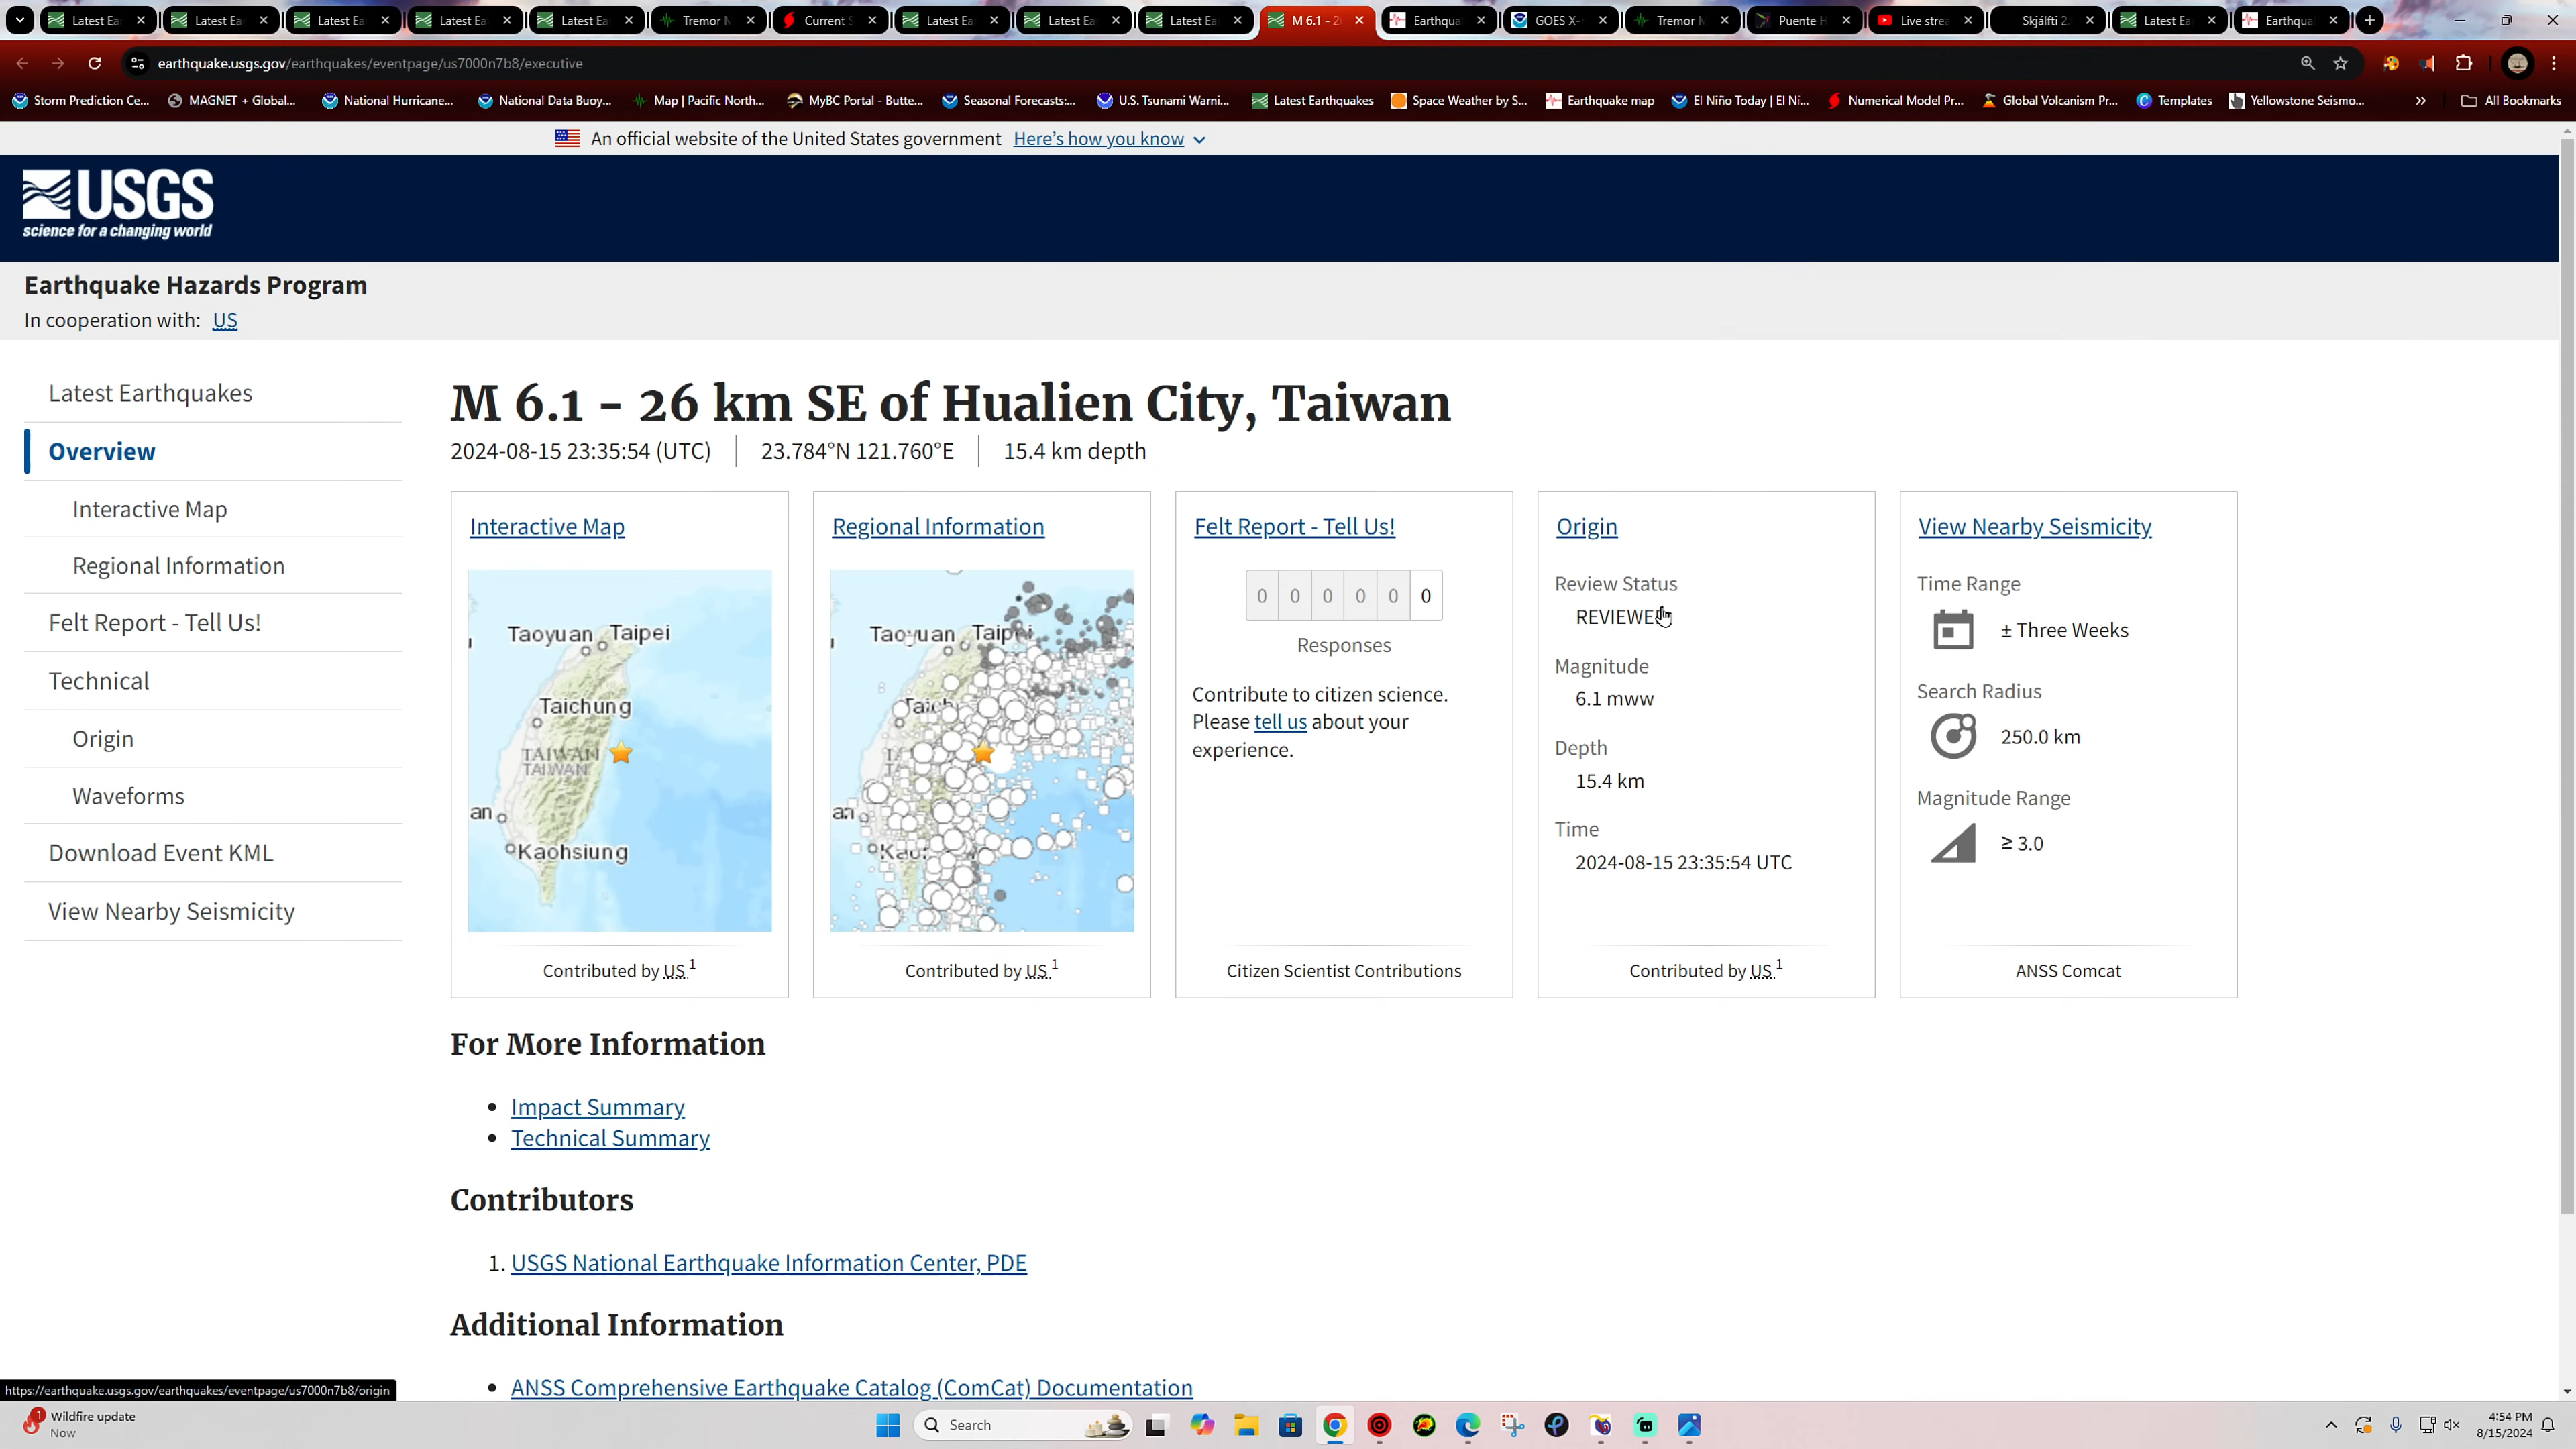 Latest Ea
Latest Ea
Latest Ea
Latest Ea
Latest Ea
Tremor M
Current S
Latest Ea
Latest Ea
Latest Ea
M 6.1 - 26
Earthqua
GOES X-r
Tremor M
Puente H
Live strea
Skjálfti 2
Latest Ea
Earthqua
earthquake.usgs.gov/earthquakes/eventpage/us7000n7b8/executive
Storm Prediction Ce...
MAGNET + Global...
National Hurricane...
National Data Buoy...
Map | Pacific North...
MyBC Portal - Butte...
Seasonal Forecasts:...
U.S. Tsunami Warni...
Latest Earthquakes
Space Weather by S...
Earthquake map
El Niño Today | El Ni...
Numerical Model Pr...
Global Volcanism Pr...
Templates
Yellowstone Seismo...
All Bookmarks
An official website of the United States government Here's how you know
USGS
science for a changing world
Earthquake Hazards Program
In cooperation with: US
Latest Earthquakes
Overview
Interactive Map
Regional Information
Felt Report - Tell Us!
Technical
Origin
Waveforms
Download Event KML
View Nearby Seismicity
M 6.1 - 26 km SE of Hualien City, Taiwan
2024-08-15 23:35:54 (UTC)
23.784°N 121.760°E
15.4 km depth
Interactive Map
Taoyuan Taipei
Taichung
TAIWAN
TAIWAN
an
Kaohsiung
Contributed by US 1
Regional Information
Taoyuan Taipei
Taich
TA
an
Kao
Contributed by US 1
Felt Report - Tell Us!
0 0 0 0 0 0
Responses
Contribute to citizen science.
Please tell us about your
experience.
Citizen Scientist Contributions
Origin
Review Status
REVIEWED
Magnitude
6.1 mww
Depth
15.4 km
Time
2024-08-15 23:35:54 UTC
Contributed by US 1
View Nearby Seismicity
Time Range
± Three Weeks
Search Radius
250.0 km
Magnitude Range
≥ 3.0
ANSS Comcat
For More Information
Impact Summary
Technical Summary
Contributors
1. USGS National Earthquake Information Center, PDE
Additional Information
ANSS Comprehensive Earthquake Catalog (ComCat) Documentation
https://earthquake.usgs.gov/earthquakes/eventpage/us7000n7b8/origin
1
Wildfire update
Now
Search
4:54 PM
8/15/2024